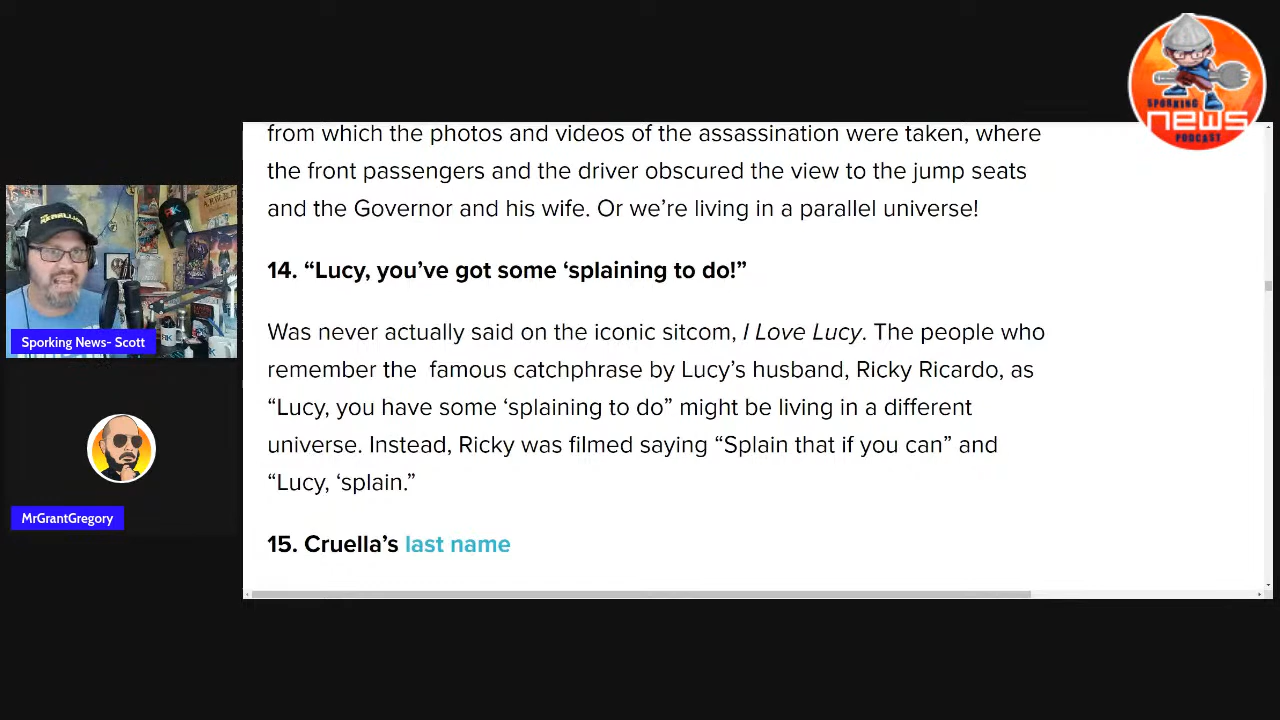 SPORKING
news
PODCAST
from which the photos and videos of the assassination were taken, where
the front passengers and the driver obscured the view to the jump seats
and the Governor and his wife. Or we’re living in a parallel universe!
14. “Lucy, you’ve got some ‘splaining to do!”
Was never actually said on the iconic sitcom, I Love Lucy. The people who
remember the  famous catchphrase by Lucy’s husband, Ricky Ricardo, as
“Lucy, you have some ‘splaining to do” might be living in a different
universe. Instead, Ricky was filmed saying “Splain that if you can” and
“Lucy, ‘splain.”
15. Cruella’s last name
Sporking News- Scott
MrGrantGregory